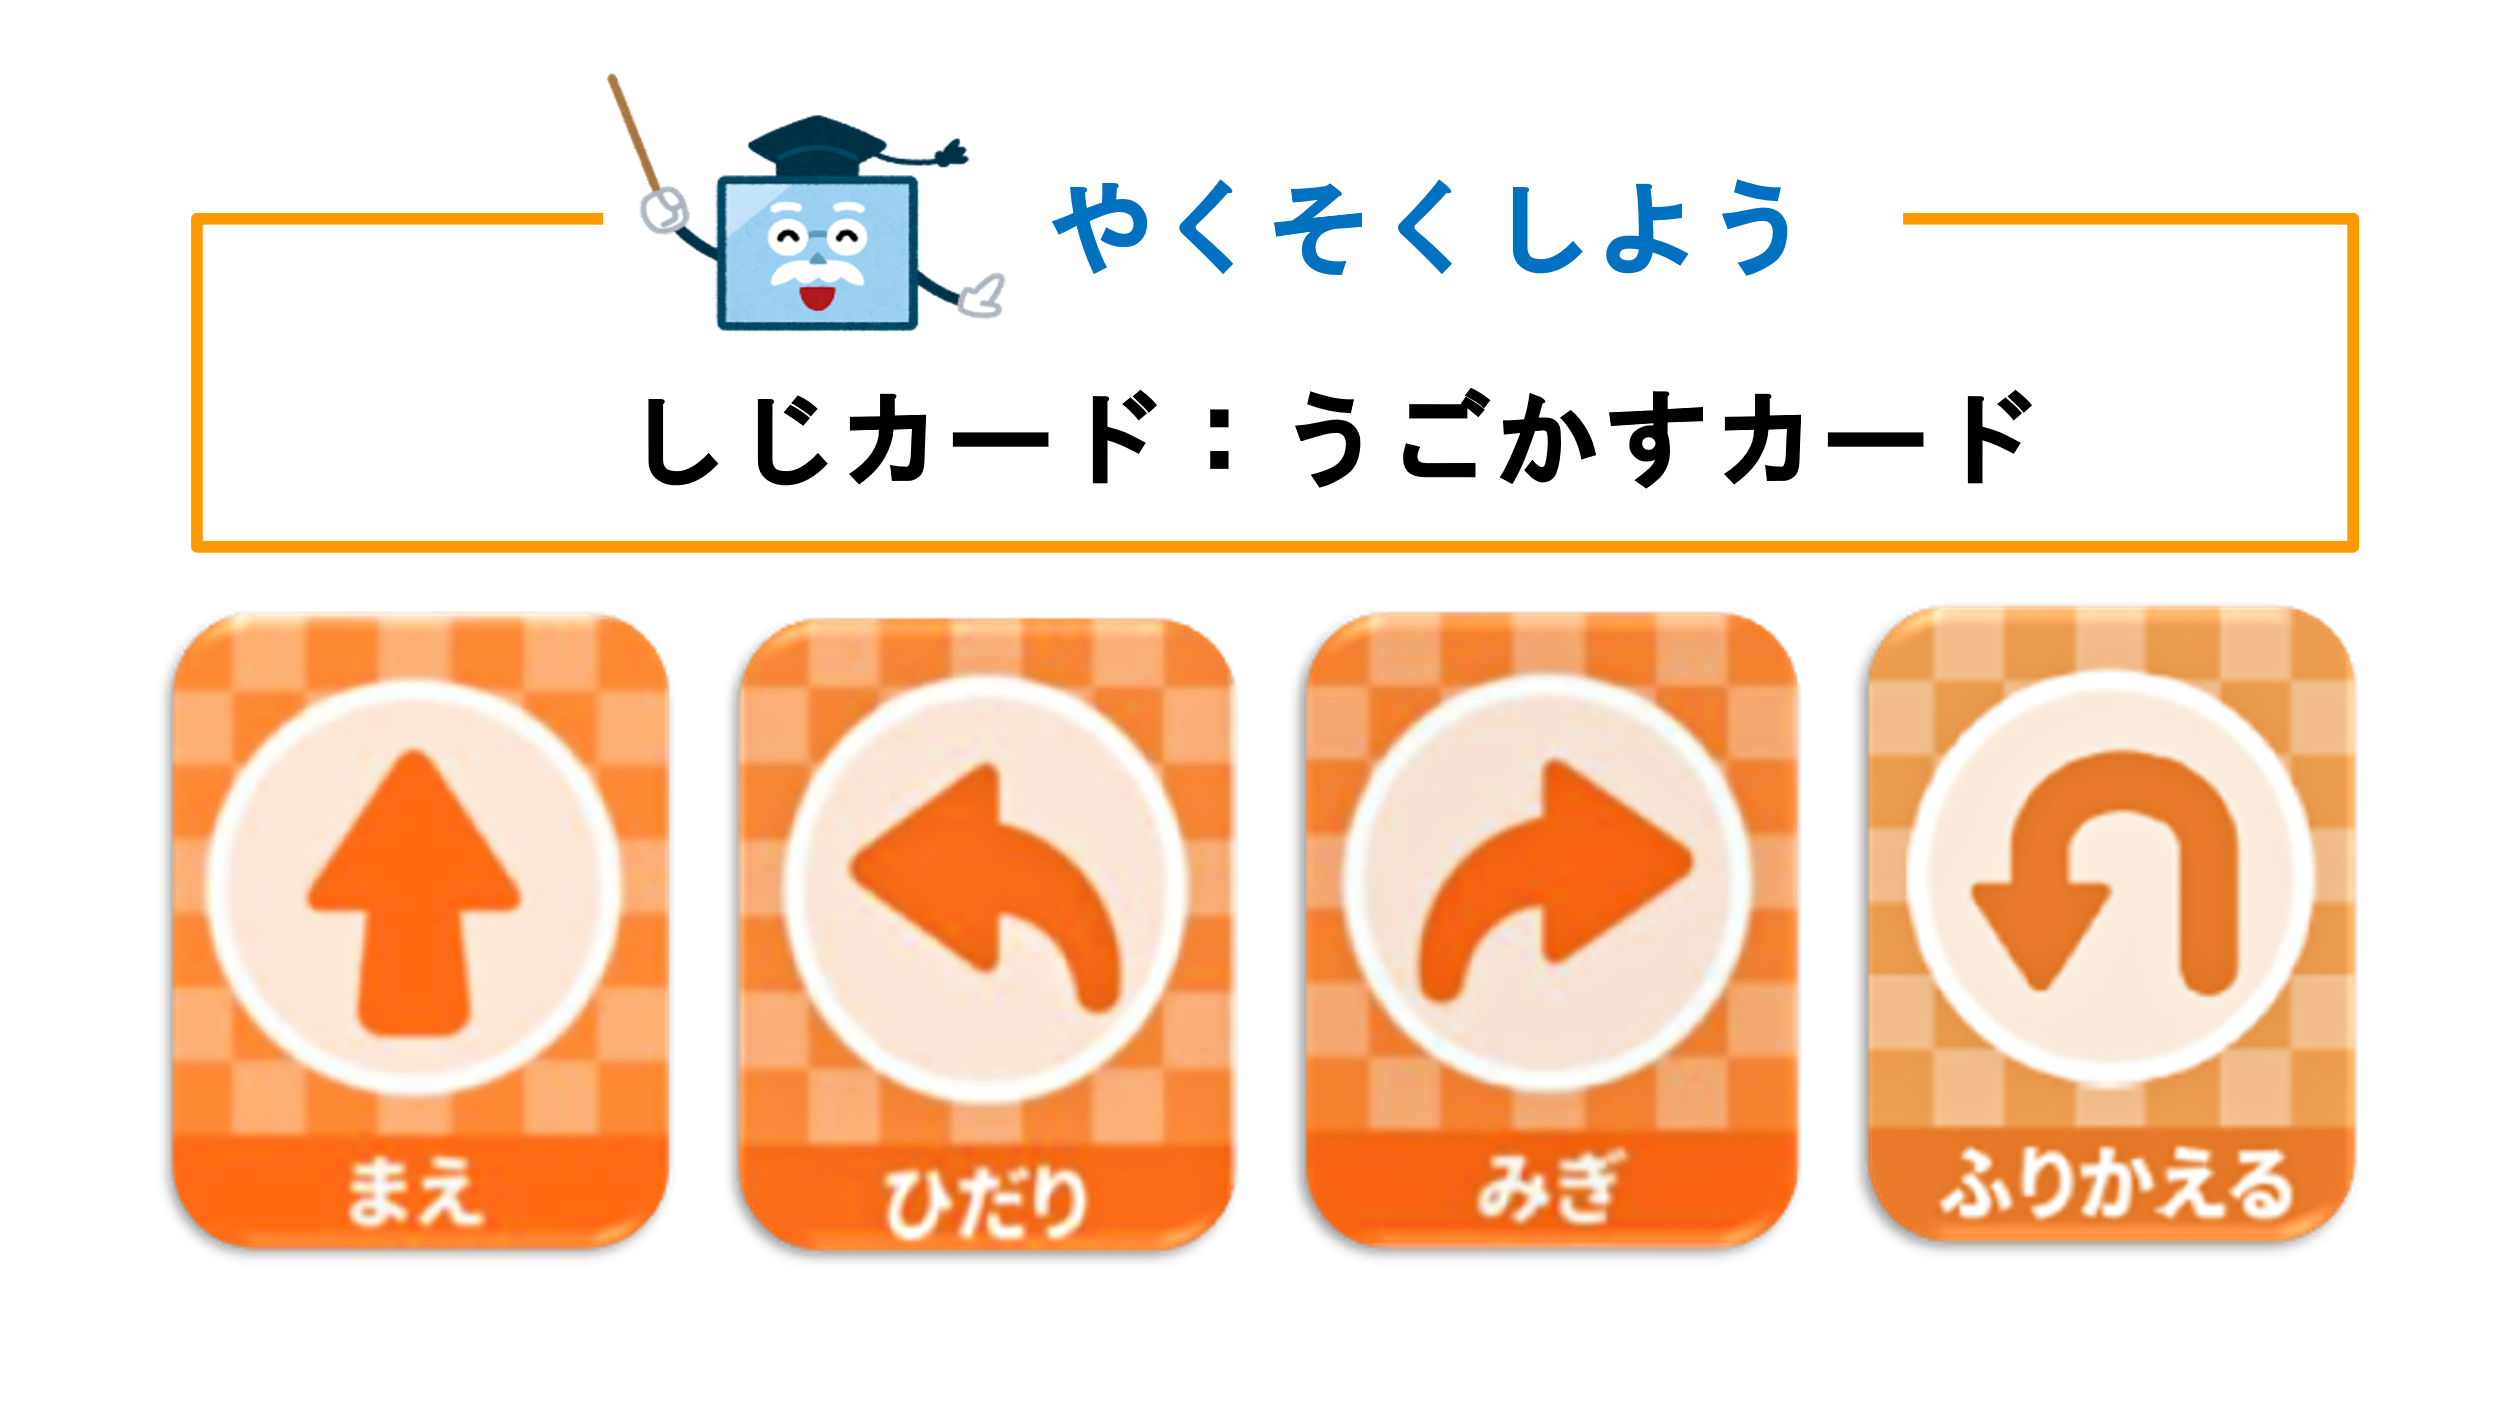 やくそくしよう
しじカード：うごかすカード
まえ
ひだり
みぎ
ふりかえる